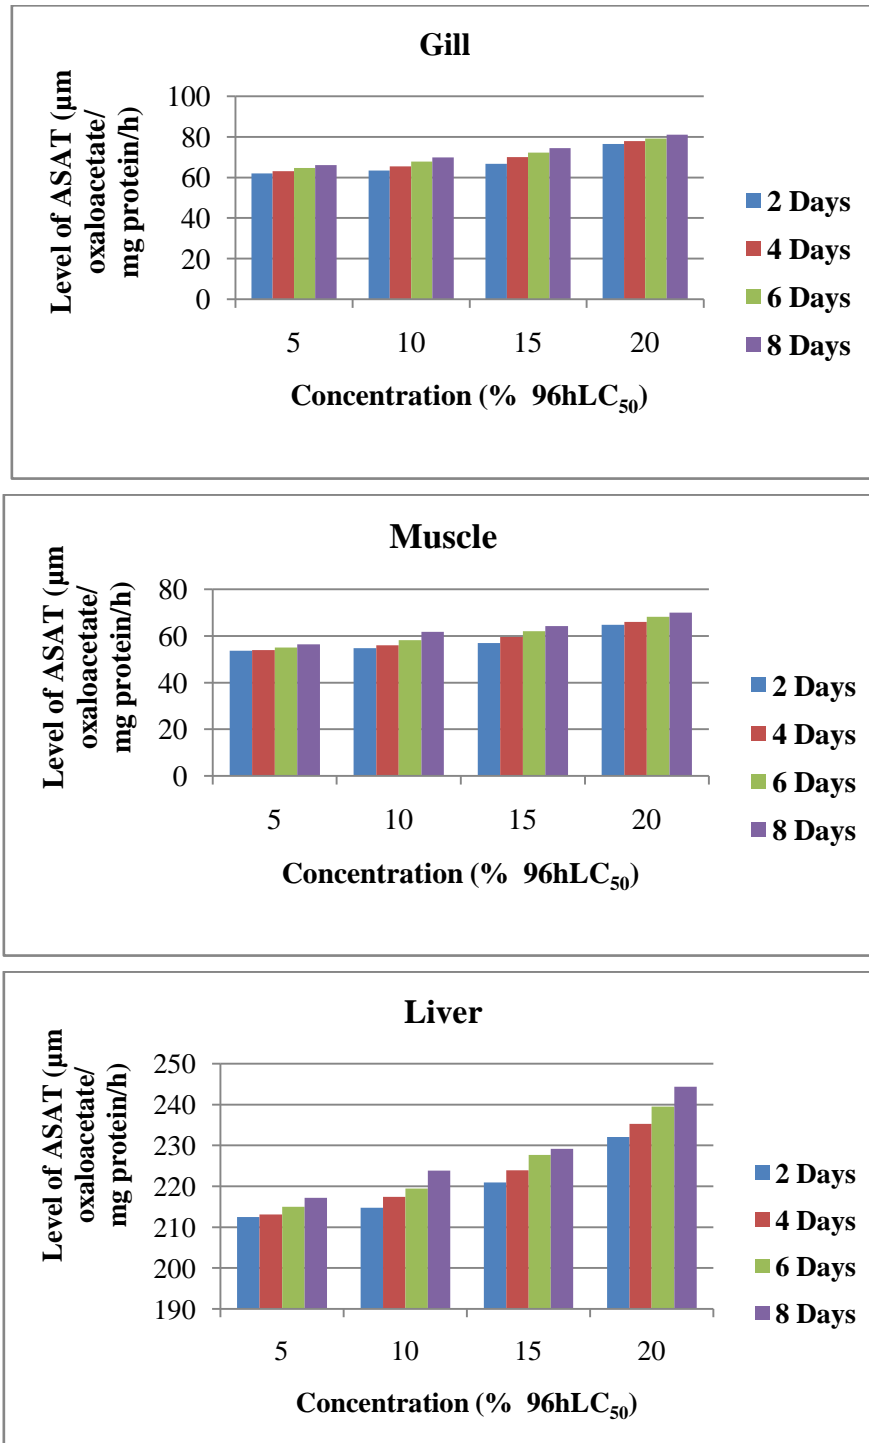 Gill
Level of ASAT (µm
oxaloacetate/
mg protein/h)
100
80
60
40
20
0
5 10 15 20
Concentration (% 96hLC₅₀)
2 Days
4 Days
6 Days
8 Days
Muscle
Level of ASAT (µm
oxaloacetate/
mg protein/h)
80
60
40
20
0
5 10 15 20
Concentration (% 96hLC₅₀)
2 Days
4 Days
6 Days
8 Days
Liver
Level of ASAT (µm
oxaloacetate/
mg protein/h)
250
240
230
220
210
200
190
5 10 15 20
Concentration (% 96hLC₅₀)
2 Days
4 Days
6 Days
8 Days